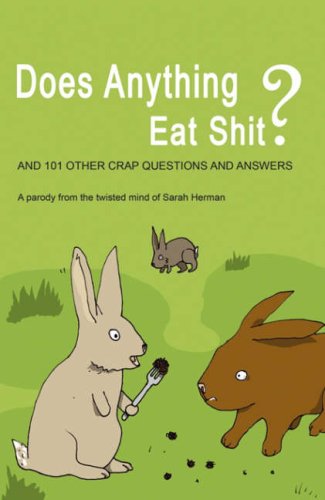 Does Anything
Eat Shit?
AND 101 OTHER CRAP QUESTIONS AND ANSWERS
A parody from the twisted mind of Sarah Herman